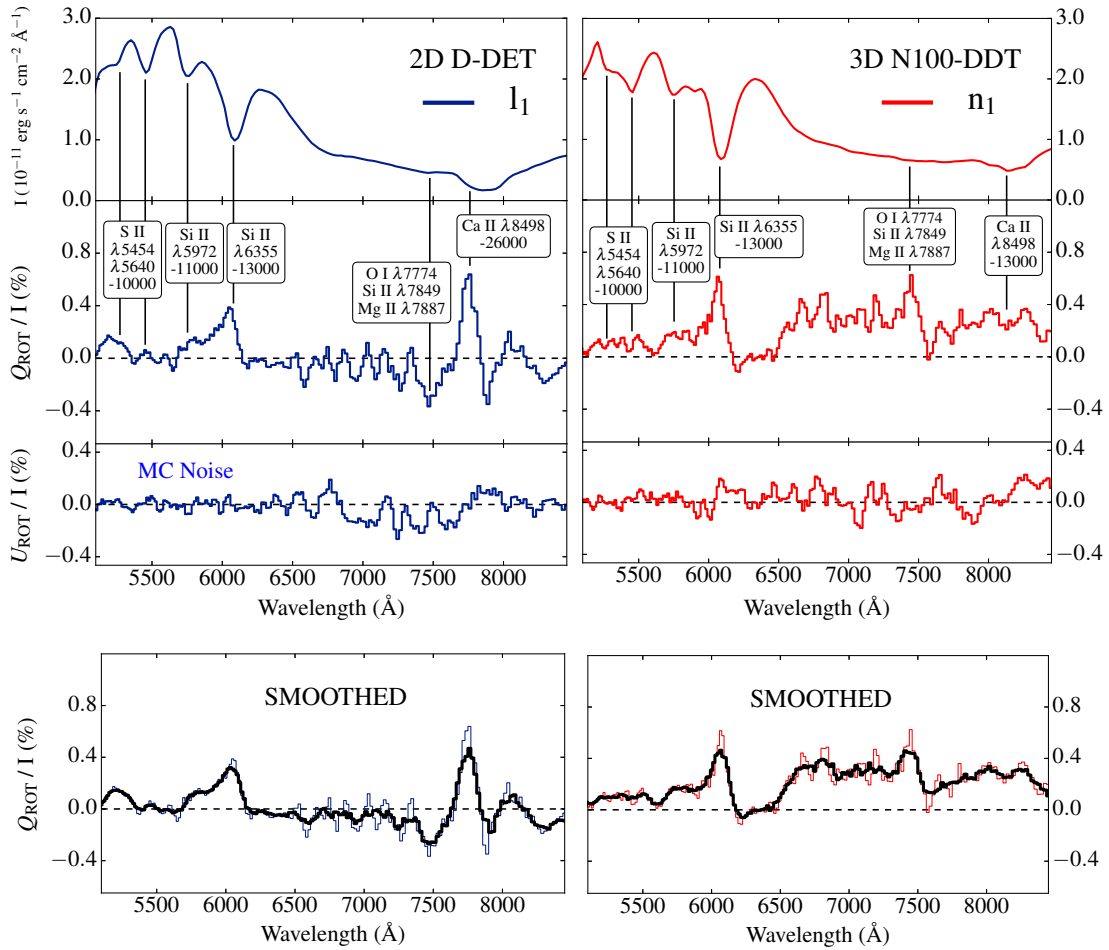 3.0
2.0
1.0
0.0
I (10⁻¹¹ erg s⁻¹ cm⁻² Å⁻¹)
2D D-DET
l₁
3D N100-DDT
n₁
3.0
2.0
1.0
0.0
S II
λ5454
λ5640
-10000
Si II
λ5972
-11000
Si II
λ6355
-13000
O I λ7774
Si II λ7849
Mg II λ7887
Ca II λ8498
-26000
S II
λ5454
λ5640
-10000
Si II
λ5972
-11000
Si II λ6355
-13000
O I λ7774
Si II λ7849
Mg II λ7887
Ca II
λ8498
-13000
0.8
0.4
0.0
−0.4
Q_ROT / I (%)
0.8
0.4
0.0
−0.4
MC Noise
0.4
0.0
−0.4
U_ROT / I (%)
0.4
0.0
−0.4
5500 6000 6500 7000 7500 8000
Wavelength (Å)
5500 6000 6500 7000 7500 8000
Wavelength (Å)
SMOOTHED
0.8
0.4
0.0
−0.4
Q_ROT / I (%)
5500 6000 6500 7000 7500 8000
Wavelength (Å)
SMOOTHED
0.8
0.4
0.0
−0.4
5500 6000 6500 7000 7500 8000
Wavelength (Å)